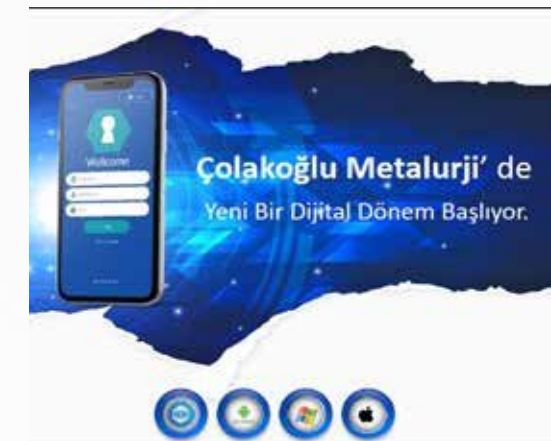 Welcome
Çolakoğlu Metalurji' de
Yeni Bir Dijital Dönem Başlıyor.